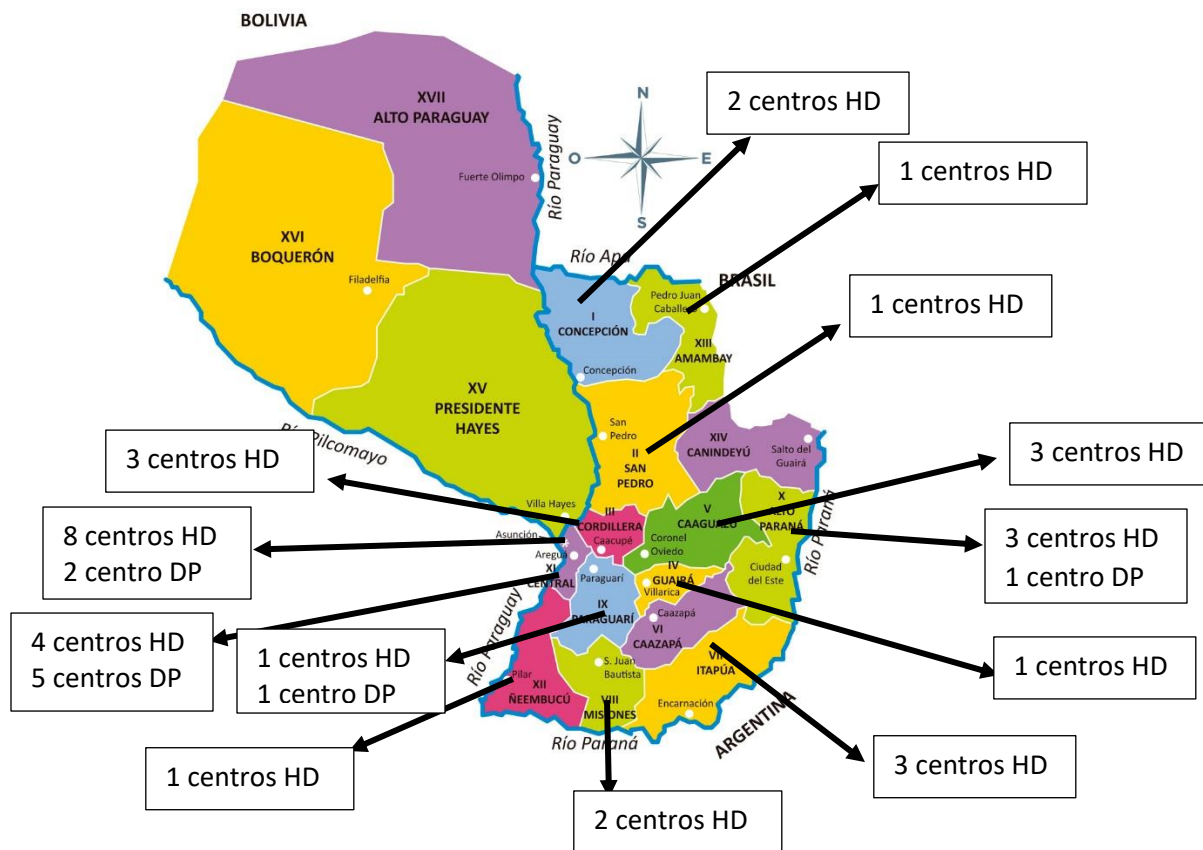 BOLIVIA
XVII
ALTO PARAGUAY
Fuerte Olimpo
Río Paraguay
N
O
E
S
2 centros HD
1 centros HD
XVI
BOQUERÓN
Filadelfia
Río Apa
BRASIL
Pedro Juan
Caballero
I
CONCEPCIÓN
Concepción
XIII
AMAMBAY
1 centros HD
XV
PRESIDENTE
HAYES
Río Pilcomayo
San
Pedro
II
SAN
PEDRO
XIV
CANINDEYÚ
Salto del
Guairá
3 centros HD
3 centros HD
Villa Hayes
III
CORDILLERA
Caacupé
V
CAAGUAZÚ
Coronel
Oviedo
X
ALTO
PARANÁ
Río Paraná
Ciudad
del Este
8 centros HD
2 centro DP
3 centros HD
1 centro DP
Asunción
Aregua
XI
CENTRAL
Paraguarí
IV
GUAIRÁ
Villarica
IX
PARAGUARÍ
Caazapá
VI
CAAZAPÁ
4 centros HD
5 centros DP
1 centros HD
1 centro DP
Río Paraguay
1 centros HD
S. Juan
Bautista
VII
ITAPÚA
Pilar
XII
ÑEEMBUCÚ
VIII
MISIONES
Encarnación
ARGENTINA
Río Paraná
1 centros HD
2 centros HD
3 centros HD